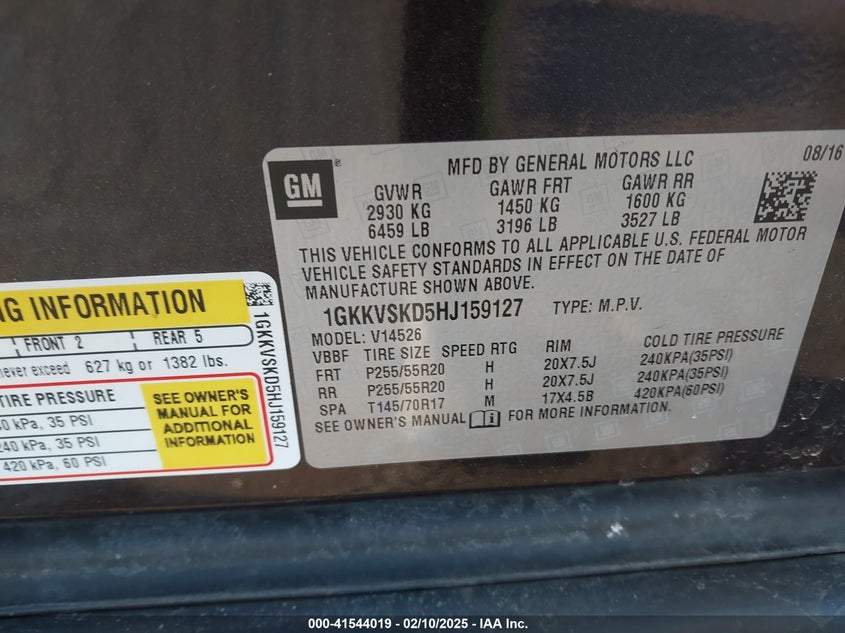 GM
MFD BY GENERAL MOTORS LLC 08/16
GVWR GAWR FRT GAWR RR
2930 KG 1450 KG 1600 KG
6459 LB 3196 LB 3527 LB
THIS VEHICLE CONFORMS TO ALL APPLICABLE U.S. FEDERAL MOTOR
VEHICLE SAFETY STANDARDS IN EFFECT ON THE DATE OF
MANUFACTURE SHOWN ABOVE.
1GKKVSKD5HJ159127 TYPE: M.P.V.
MODEL: V14526
VBBF TIRE SIZE SPEED RTG RIM COLD TIRE PRESSURE
FRT P255/55R20 H 20X7.5J 240KPA(35PSI)
RR P255/55R20 H 20X7.5J 240KPA(35PSI)
SPA T145/70R17 M 17X4.5B 420KPA(60PSI)
SEE OWNER'S MANUAL FOR MORE INFORMATION.
NG INFORMATION
FRONT 2 REAR 5
never exceed 627 kg or 1382 lbs.
TIRE PRESSURE
0 kPa, 35 PSI
240 kPa, 35 PSI
420 kPa, 60 PSI
SEE OWNER'S
MANUAL FOR
ADDITIONAL
INFORMATION
1GKKVSKD5HJ159127
000-41544019 - 02/10/2025 - IAA Inc.